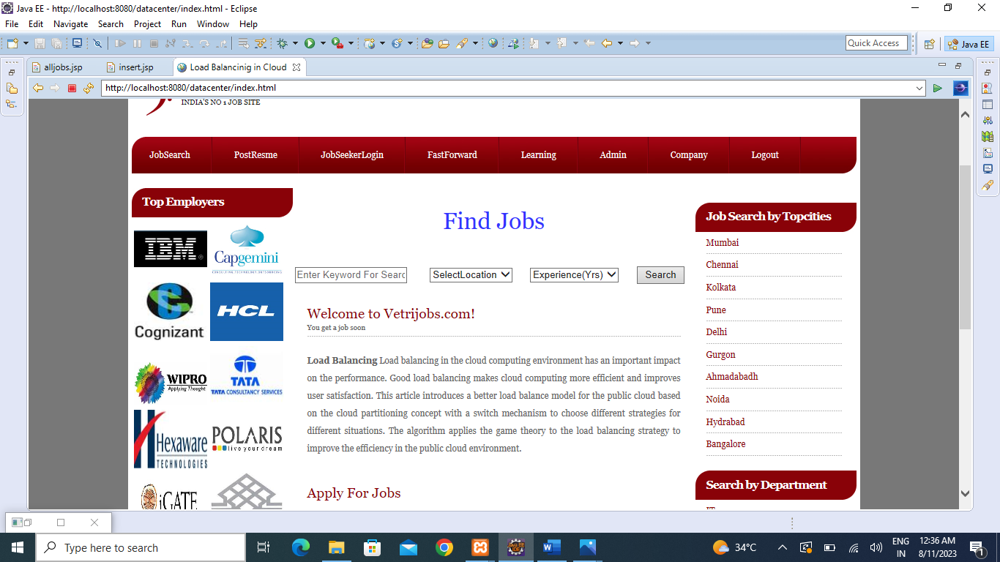 Java EE - http://localhost:8080/datacenter/index.html - Eclipse
File Edit Navigate Search Project Run Window Help
Quick Access
Java EE
alljobs.jsp
insert.jsp
Load Balancinig in Cloud
http://localhost:8080/datacenter/index.html
INDIA'S NO 1 JOB SITE
JobSearch PostResme JobSeekerLogin FastForward Learning Admin Company Logout
Top Employers
IBM
Capgemini
CONSULTING.TECHNOLOGY.OUTSOURCING
Cognizant
HCL
WIPRO
Applying Thought
TATA
TATA CONSULTANCY SERVICES
Hexaware
TECHNOLOGIES
POLARIS
live your dream
iGATE
Find Jobs
Enter Keyword For Searc
SelectLocation
Experience(Yrs)
Search
Welcome to Vetrijobs.com!
You get a job soon
Load Balancing Load balancing in the cloud computing environment has an important impact
on the performance. Good load balancing makes cloud computing more efficient and improves
user satisfaction. This article introduces a better load balance model for the public cloud based
on the cloud partitioning concept with a switch mechanism to choose different strategies for
different situations. The algorithm applies the game theory to the load balancing strategy to
improve the efficiency in the public cloud environment.
Apply For Jobs
Job Search by Topcities
Mumbai
Chennai
Kolkata
Pune
Delhi
Gurgon
Ahmadabadh
Noida
Hydrabad
Bangalore
Search by Department
Type here to search
34°C
ENG
IN
12:36 AM
8/11/2023
1